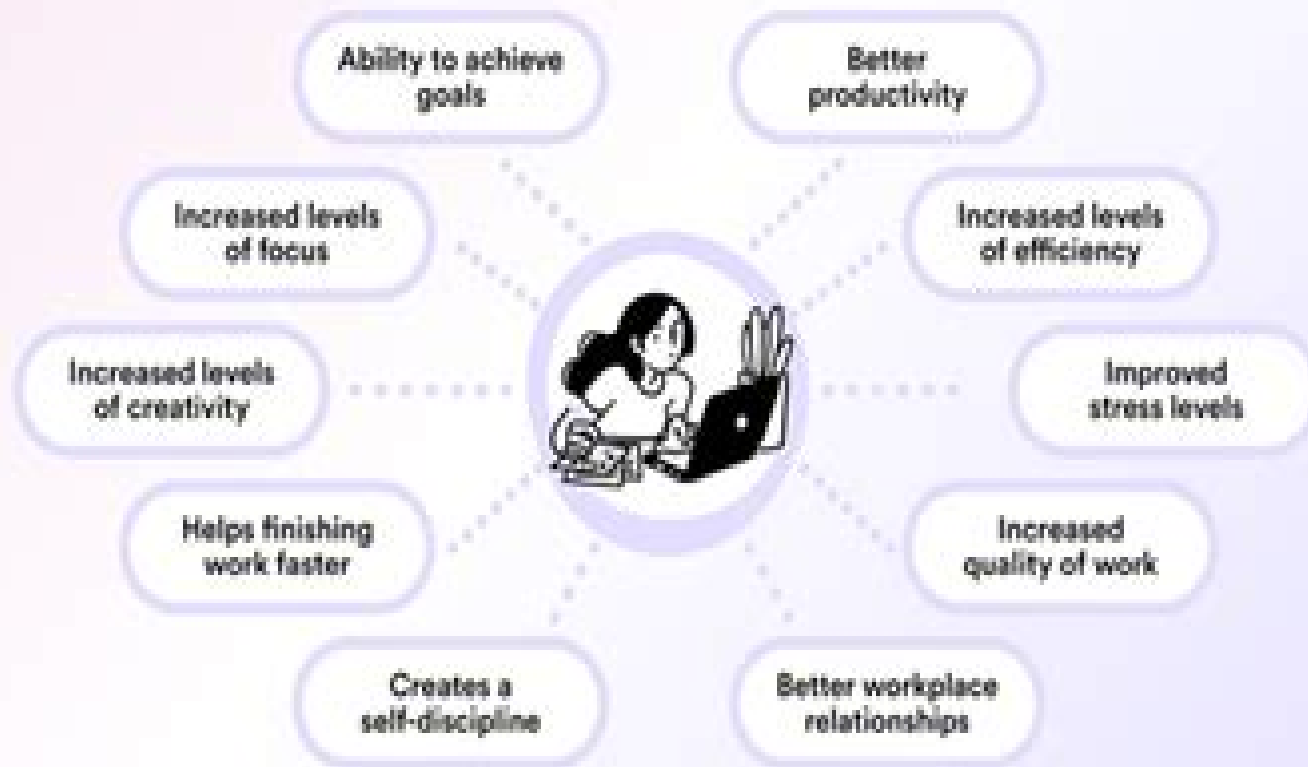 Ability to achieve
goals
Better
productivity
Increased levels
of focus
Increased levels
of efficiency
Increased levels
of creativity
Improved
stress levels
Helps finishing
work faster
Increased
quality of work
Creates a
self-discipline
Better workplace
relationships